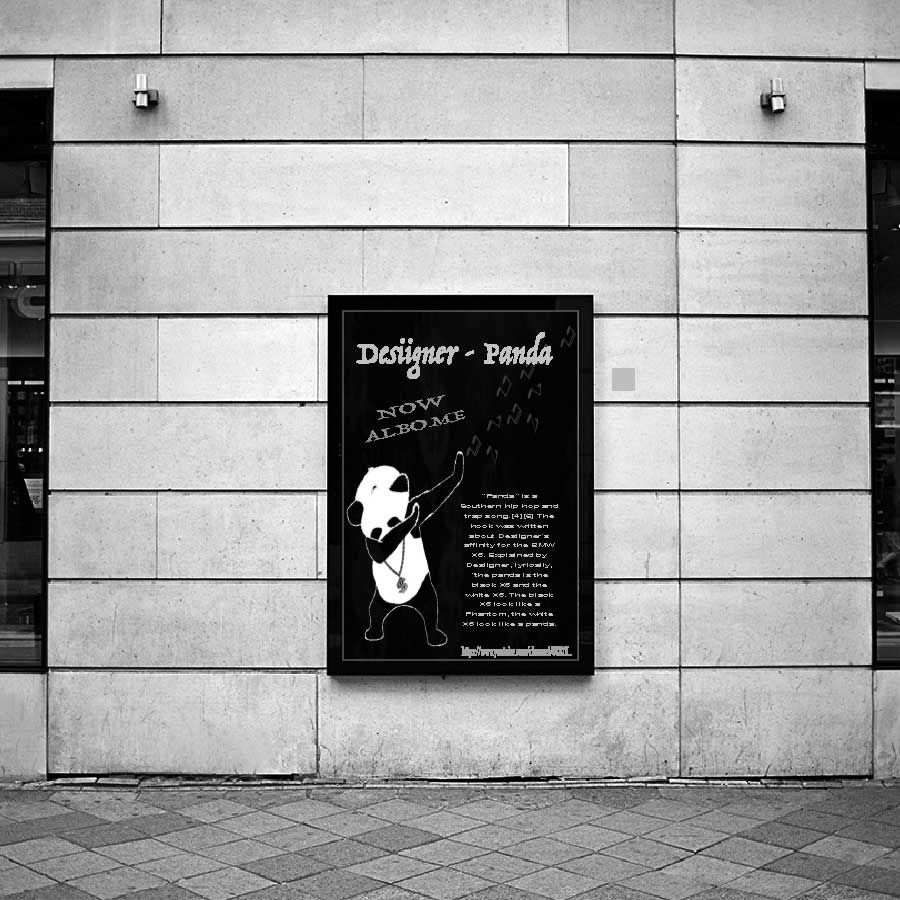 Desiigner - Panda
NOW
ALBO.ME
"Panda" is a
Southern hip hop and
trap song.[4][5] The
hook was written
about Desiigner's
affinity for the BMW
X6. Explained by
Desiigner, lyrically,
"the panda is the
black X6 and the
white X6. The black
X6 look like a
Phantom, the white
X6 look like a panda.